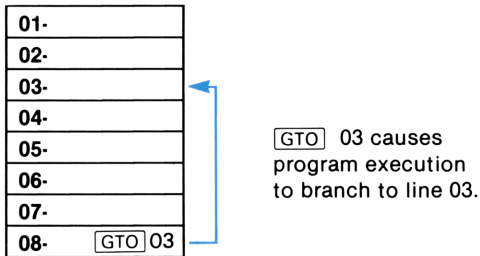 01-
02-
03-
04-
05-
06-
07-
08- GTO 03
GTO 03 causes
program execution
to branch to line 03.